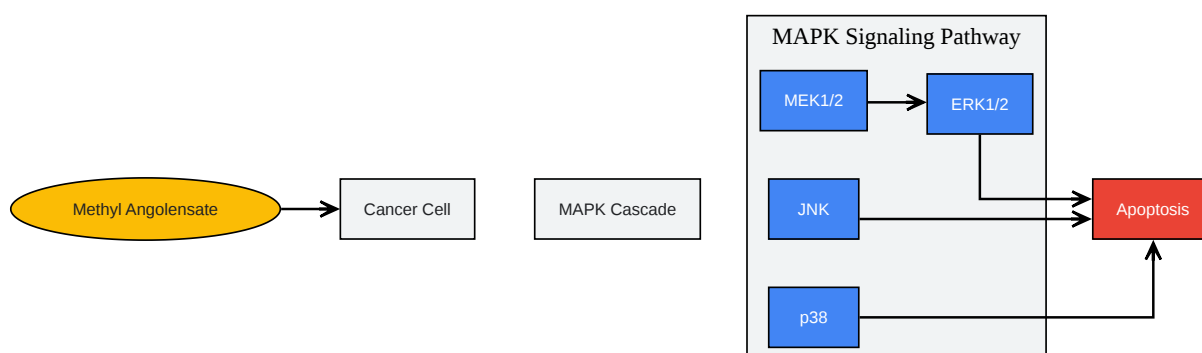 MAPK Signaling Pathway
MEK1/2
ERK1/2
Methyl Angolensate
Cancer Cell
MAPK Cascade
JNK
Apoptosis
p38